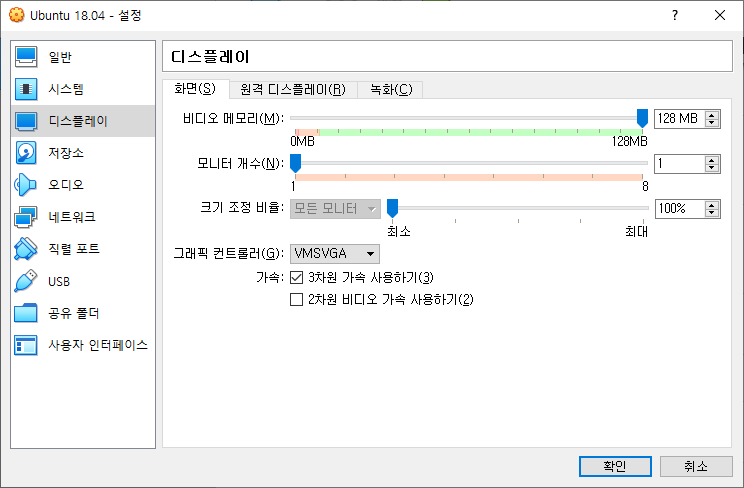 Ubuntu 18.04 - 설정
일반
시스템
디스플레이
저장소
오디오
네트워크
직렬 포트
USB
공유 폴더
사용자 인터페이스
디스플레이
화면(S) 원격 디스플레이(R) 녹화(C)
비디오 메모리(M): 128 MB
0MB 128MB
모니터 개수(N): 1
1 8
크기 조정 비율: 모든 모니터 100%
최소 최대
그래픽 컨트롤러(G): VMSVGA
가속: 3차원 가속 사용하기(3)
2차원 비디오 가속 사용하기(2)
확인 취소